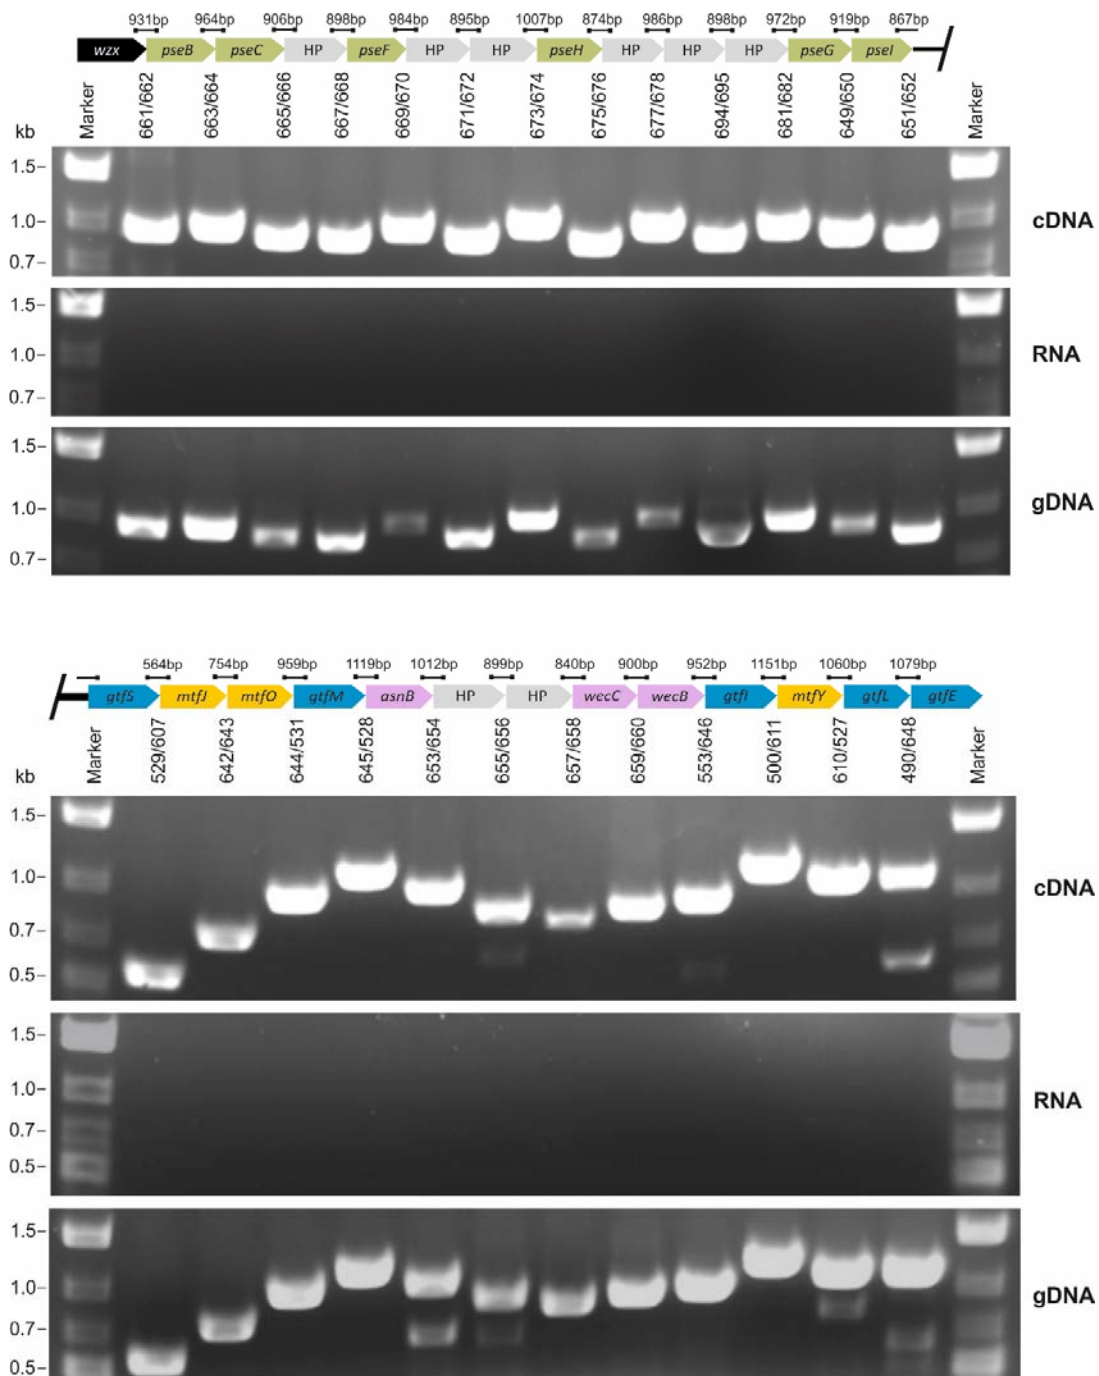 931bp 964bp 906bp 898bp 984bp 895bp 1007bp 874bp 986bp 898bp 972bp 919bp 867bp
wzx pseB pseC HP pseF HP HP pseH HP HP HP pseG pseI
kb Marker 661/662 663/664 665/666 667/668 669/670 671/672 673/674 675/676 677/678 694/695 681/682 649/650 651/652 Marker
1.5
1.0 cDNA
0.7
1.5
1.0 RNA
0.7
1.5
1.0 gDNA
0.7
564bp 754bp 959bp 1119bp 1012bp 899bp 840bp 900bp 952bp 1151bp 1060bp 1079bp
gtfS mtfJ mtfO gtfM asnB HP HP wecC wecB gtfI mtfY gtfL gtfE
kb Marker 529/607 642/643 644/531 645/528 653/654 655/656 657/658 659/660 553/646 500/611 610/527 490/648 Marker
1.5
1.0 cDNA
0.7
0.5
1.5
1.0 RNA
0.7
0.5
1.5
1.0 gDNA
0.7
0.5